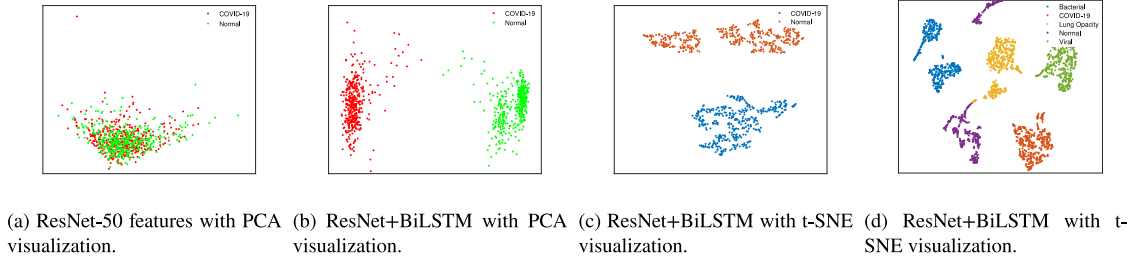 COVID-19
Normal
COVID-19
Normal
COVID-19
Normal
Bacterial
COVID-19
Lung Opacity
Normal
Viral
(a) ResNet-50 features with PCA
visualization.
(b) ResNet+BiLSTM with PCA
visualization.
(c) ResNet+BiLSTM with t-SNE
visualization.
(d) ResNet+BiLSTM with t-
SNE visualization.